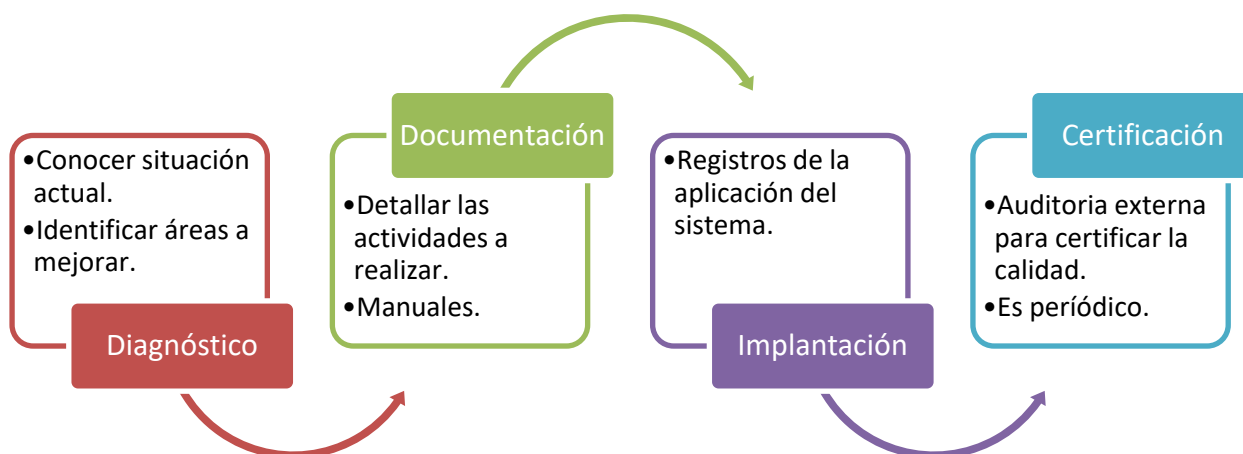 •Conocer situación
actual.
•Identificar áreas a
mejorar.
Diagnóstico
Documentación
•Detallar las
actividades a
realizar.
•Manuales.
•Registros de la
aplicación del
sistema.
Implantación
Certificación
•Auditoria externa
para certificar la
calidad.
•Es períódico.